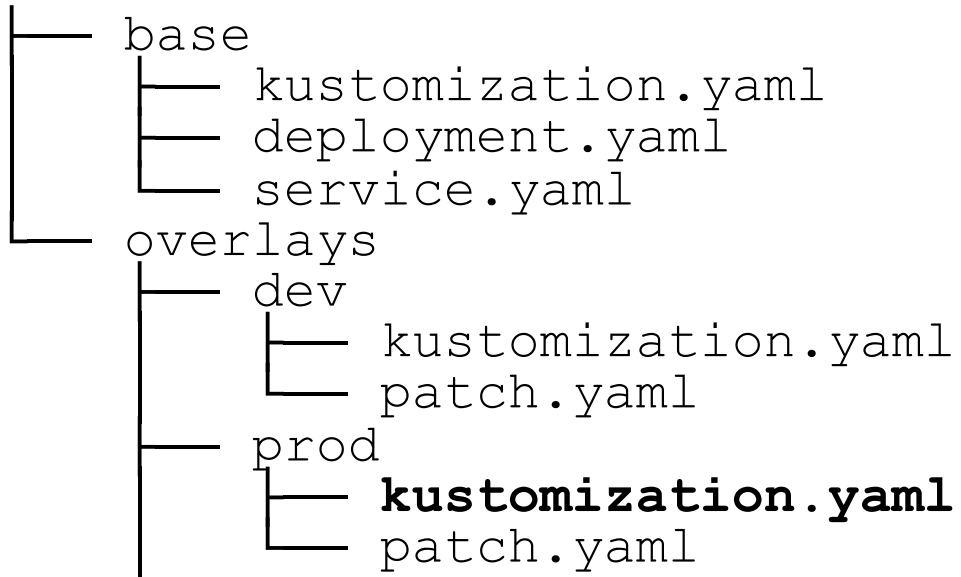 base
kustomization.yaml
deployment.yaml
service.yaml
overlays
dev
kustomization.yaml
patch.yaml
prod
kustomization.yaml
patch.yaml